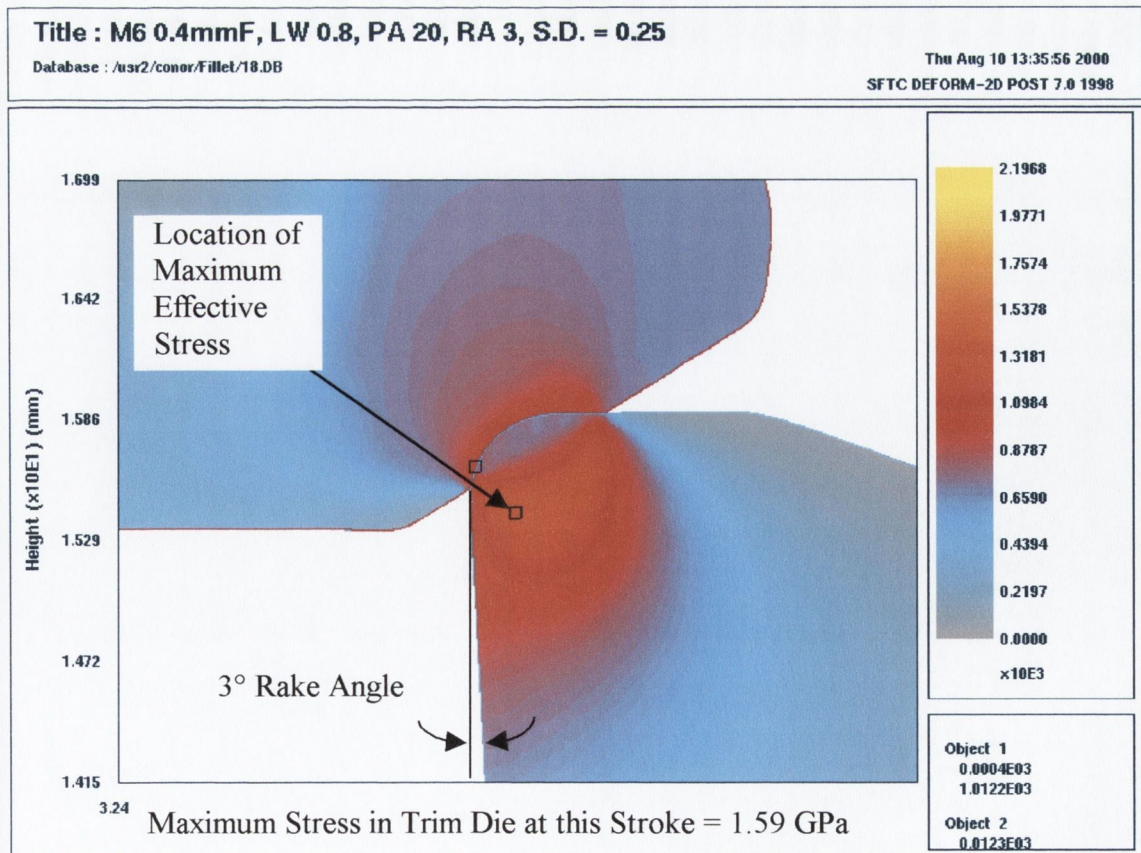 Title : M6 0.4mmF, LW 0.8, PA 20, RA 3, S.D. = 0.25
Database : /usr2/conor/Fillet/18.DB
Thu Aug 10 13:35:56 2000
SFTC DEFORM-2D POST 7.0 1998
Height (x10E1) (mm)
1.699
1.642
1.586
1.529
1.472
1.415
3.24
Location of
Maximum
Effective
Stress
3° Rake Angle
Maximum Stress in Trim Die at this Stroke = 1.59 GPa
2.1968
1.9771
1.7574
1.5378
1.3181
1.0984
0.8787
0.6590
0.4394
0.2197
0.0000
x10E3
Object 1
0.0004E03
1.0122E03
Object 2
0.0123E03